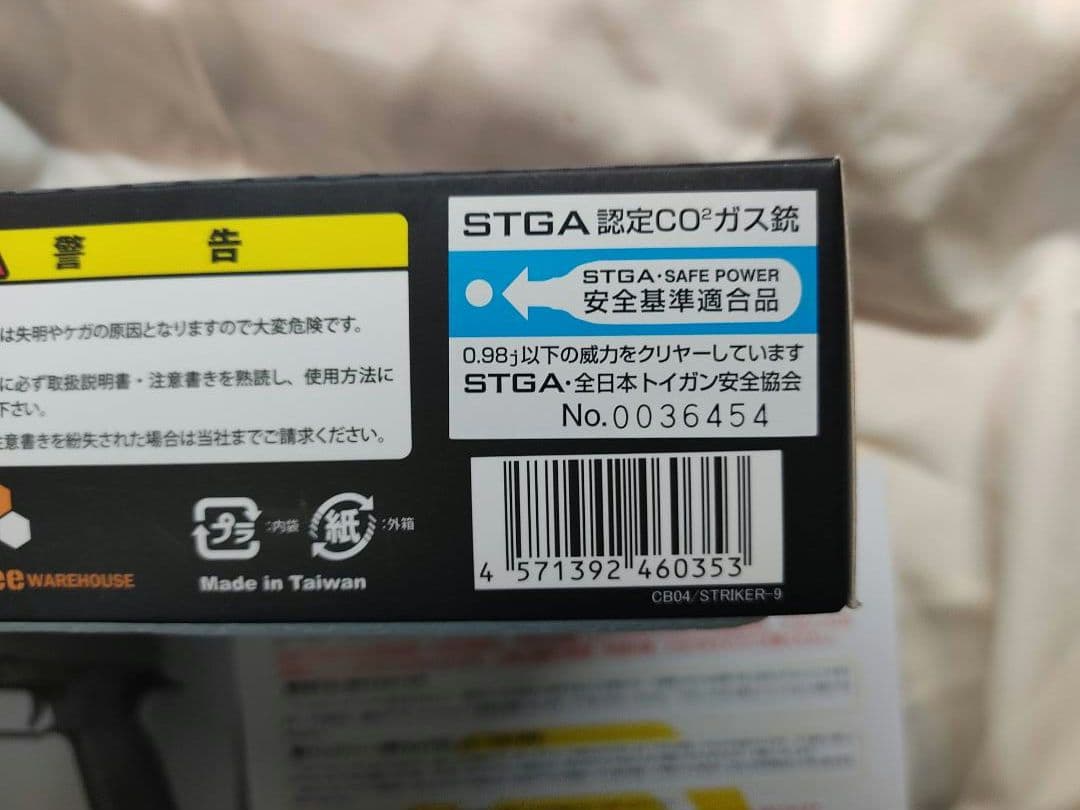 警 告
は失明やケガの原因となりますので大変危険です。
に必ず取扱説明書・注意書きを熟読し、使用方法に
下さい。
注意書きを紛失された場合は当社までご請求ください。
ee WAREHOUSE
プラ :内袋 紙 :外箱
Made in Taiwan
STGA 認定CO²ガス銃
STGA・SAFE POWER
安全基準適合品
0.98j以下の威力をクリヤーしています
STGA・全日本トイガン安全協会
No.0036454
4 571392 460353
CB04/STRIKER-9